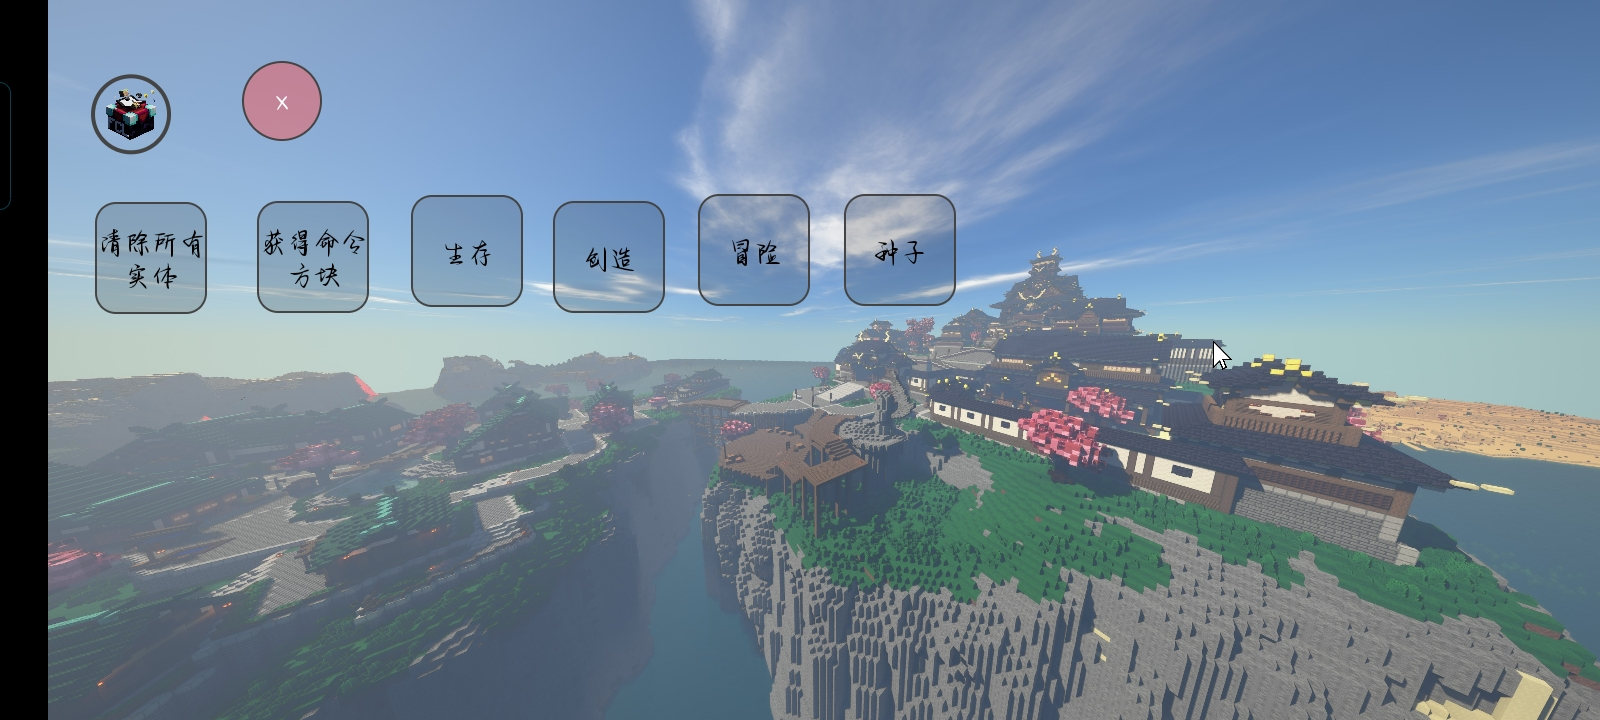 X
清除所有
实体
获得命令
方块
生存
创造
冒险
种子